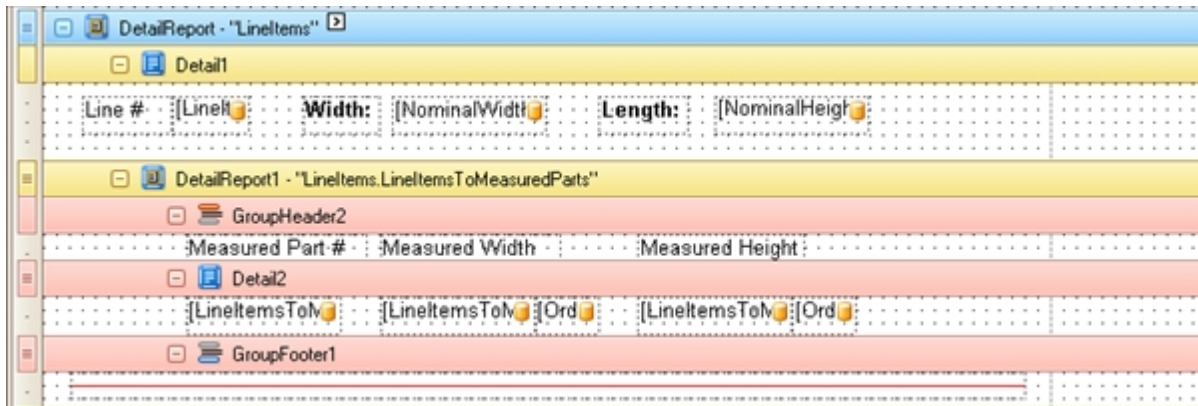 DetailReport - "LineItems"
Detail1
Line # [LineIt Width: [NominalWidth Length: [NominalHeigh
DetailReport1 - "LineItems.LineItemsToMeasuredParts"
GroupHeader2
Measured Part # Measured Width Measured Height
Detail2
[LineItemsToM [LineItemsToM [Ord [LineItemsToM [Ord
GroupFooter1